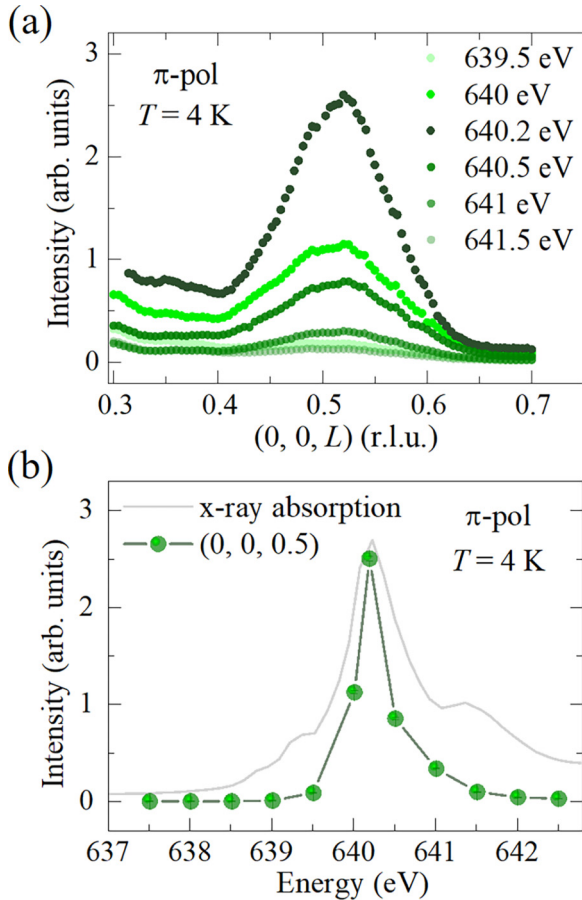 (a)
3
2
1
0
Intensity (arb. units)
π-pol
T = 4 K
639.5 eV
640 eV
640.2 eV
640.5 eV
641 eV
641.5 eV
0.3 0.4 0.5 0.6 0.7
(0, 0, L) (r.l.u.)
(b)
3
2
1
0
Intensity (arb. units)
x-ray absorption
(0, 0, 0.5)
π-pol
T = 4 K
637 638 639 640 641 642
Energy (eV)